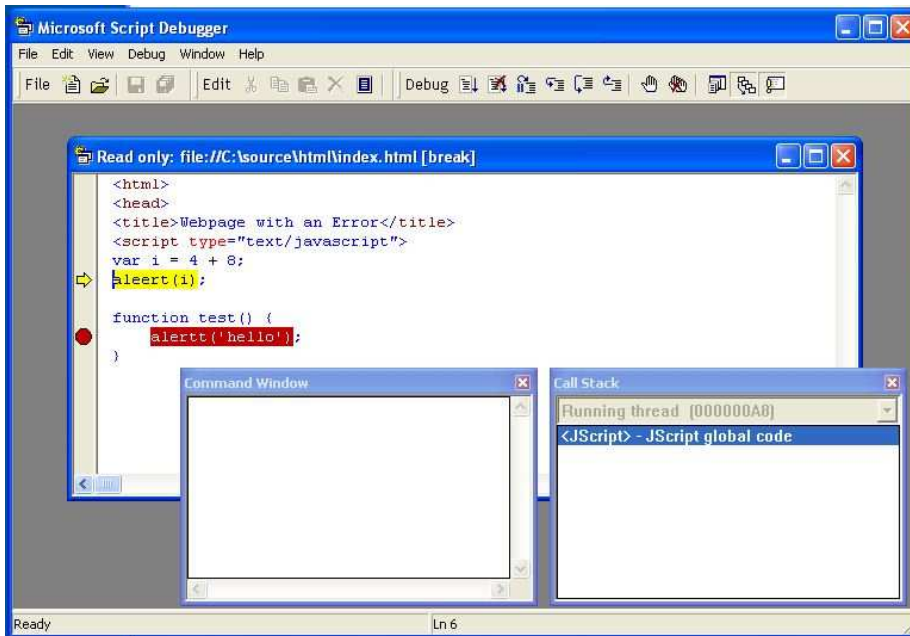 Microsoft Script Debugger
File Edit View Debug Window Help
File Edit Debug
Read only: file://C:\source\html\index.html [break]
<html>
<head>
<title>Webpage with an Error</title>
<script type="text/javascript">
var i = 4 + 8;
aleert(i);
function test() {
alertt('hello');
}
Command Window
Call Stack
Running thread (000000A8)
<JScript> - JScript global code
Ready Ln 6